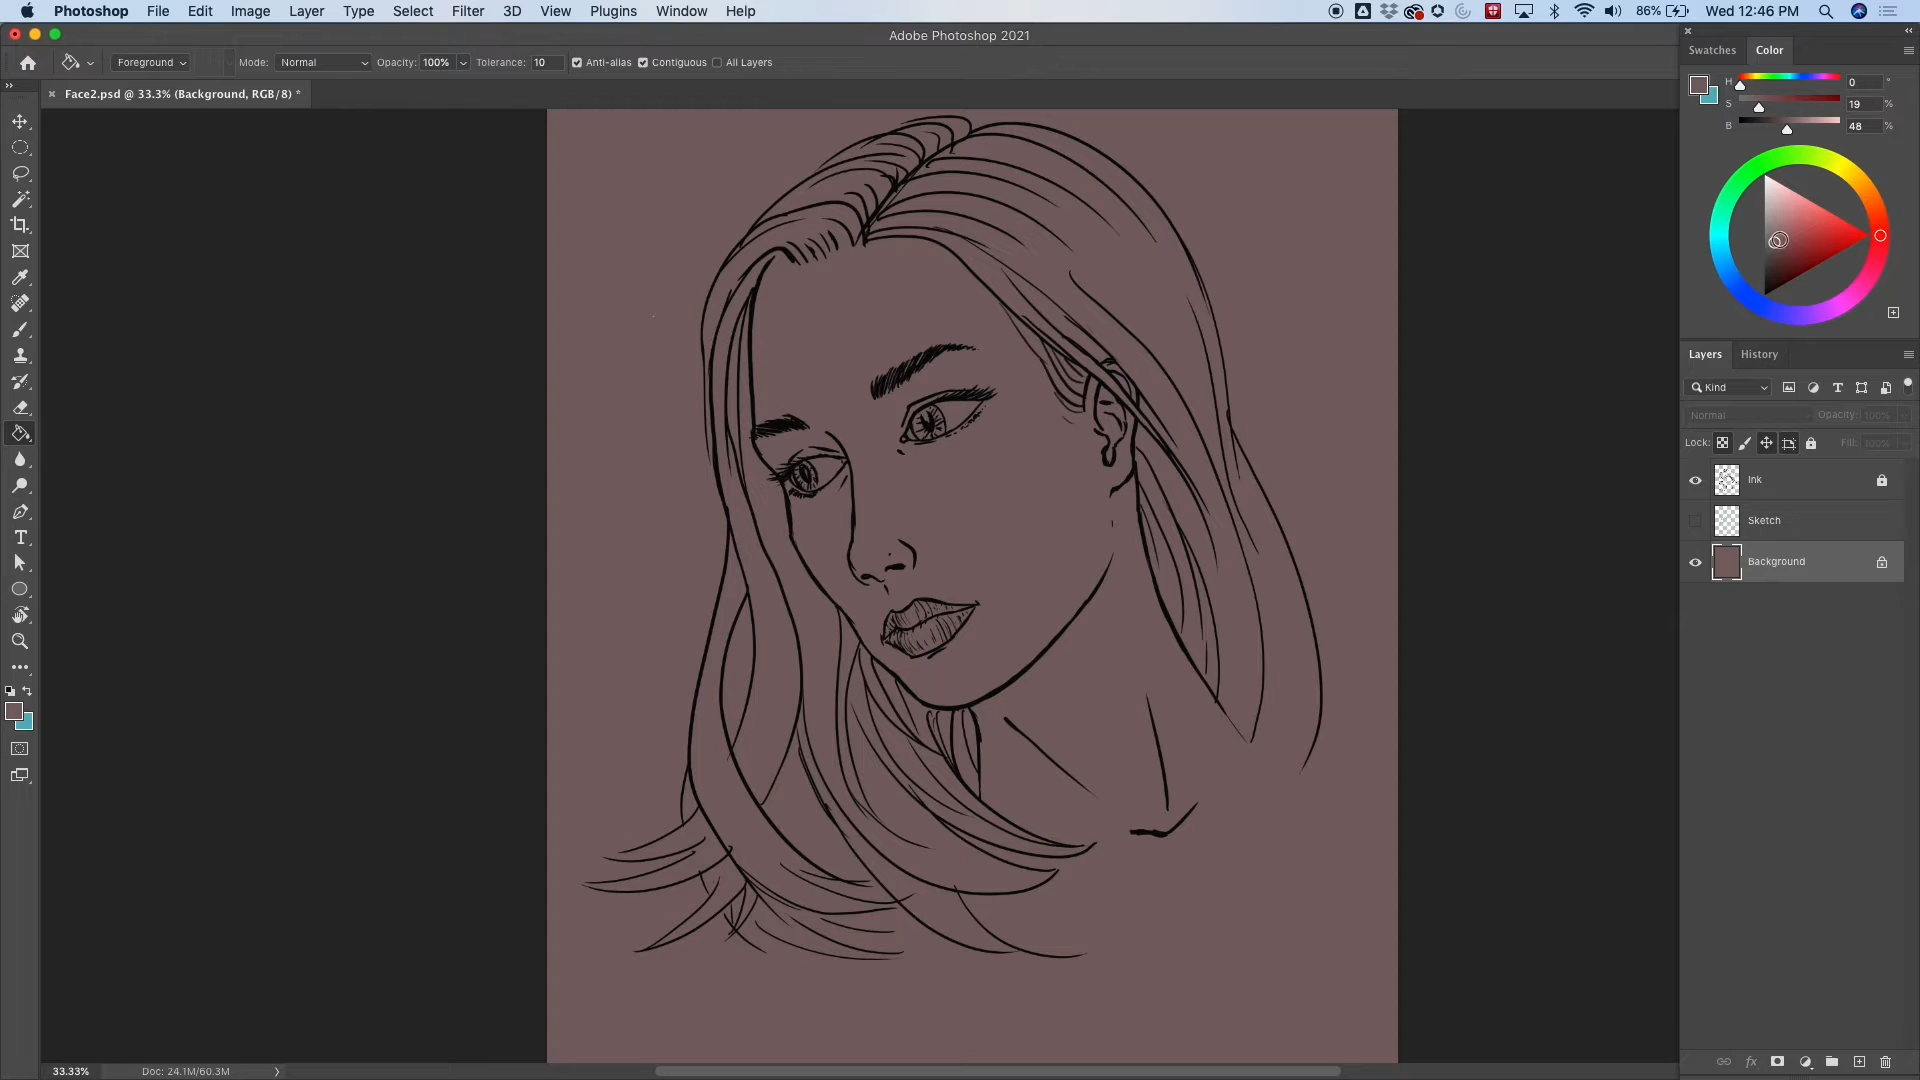 Photoshop File Edit Image Layer Type Select Filter 3D View Plugins Window Help 86% Wed 12:46 PM
Adobe Photoshop 2021
Foreground Mode: Normal Opacity: 100% Tolerance: 10 Anti-alias Contiguous All Layers
Face2.psd @ 33.3% (Background, RGB/8) *
Swatches Color
H 0 °
S 19 %
B 48 %
Layers History
Kind
Normal Opacity: 100%
Lock: Fill: 100%
Ink
Sketch
Background
33.33% Doc: 24.1M/60.3M